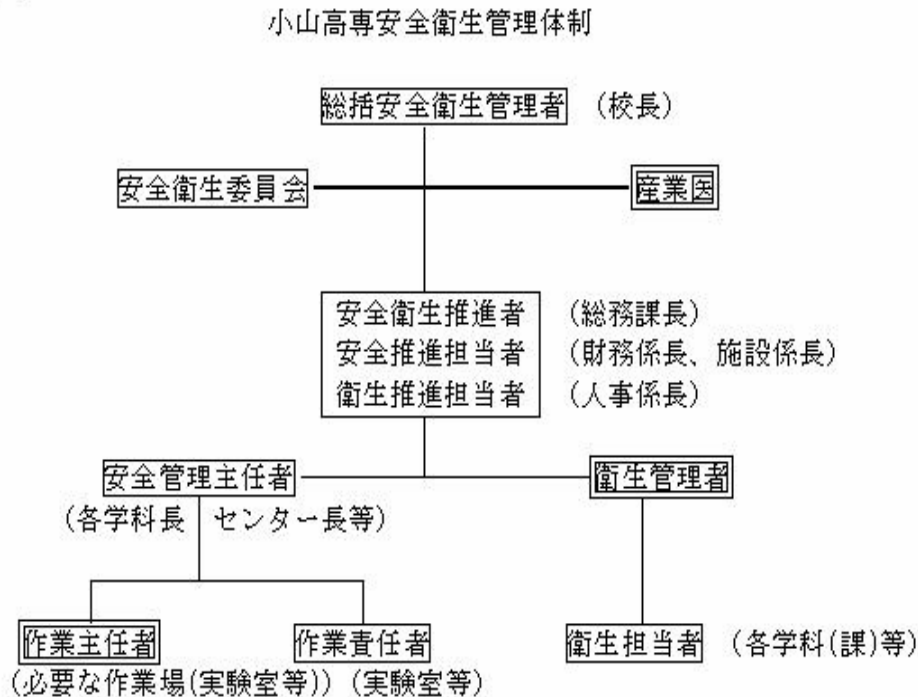 小山高専安全衛生管理体制
総括安全衛生管理者 (校長)
安全衛生委員会 産業医
安全衛生推進者 (総務課長)
安全推進担当者 (財務係長、施設係長)
衛生推進担当者 (人事係長)
安全管理主任者 衛生管理者
(各学科長 センター長等)
作業主任者 作業責任者 衛生担当者 (各学科(課)等)
(必要な作業場(実験室等)) (実験室等)